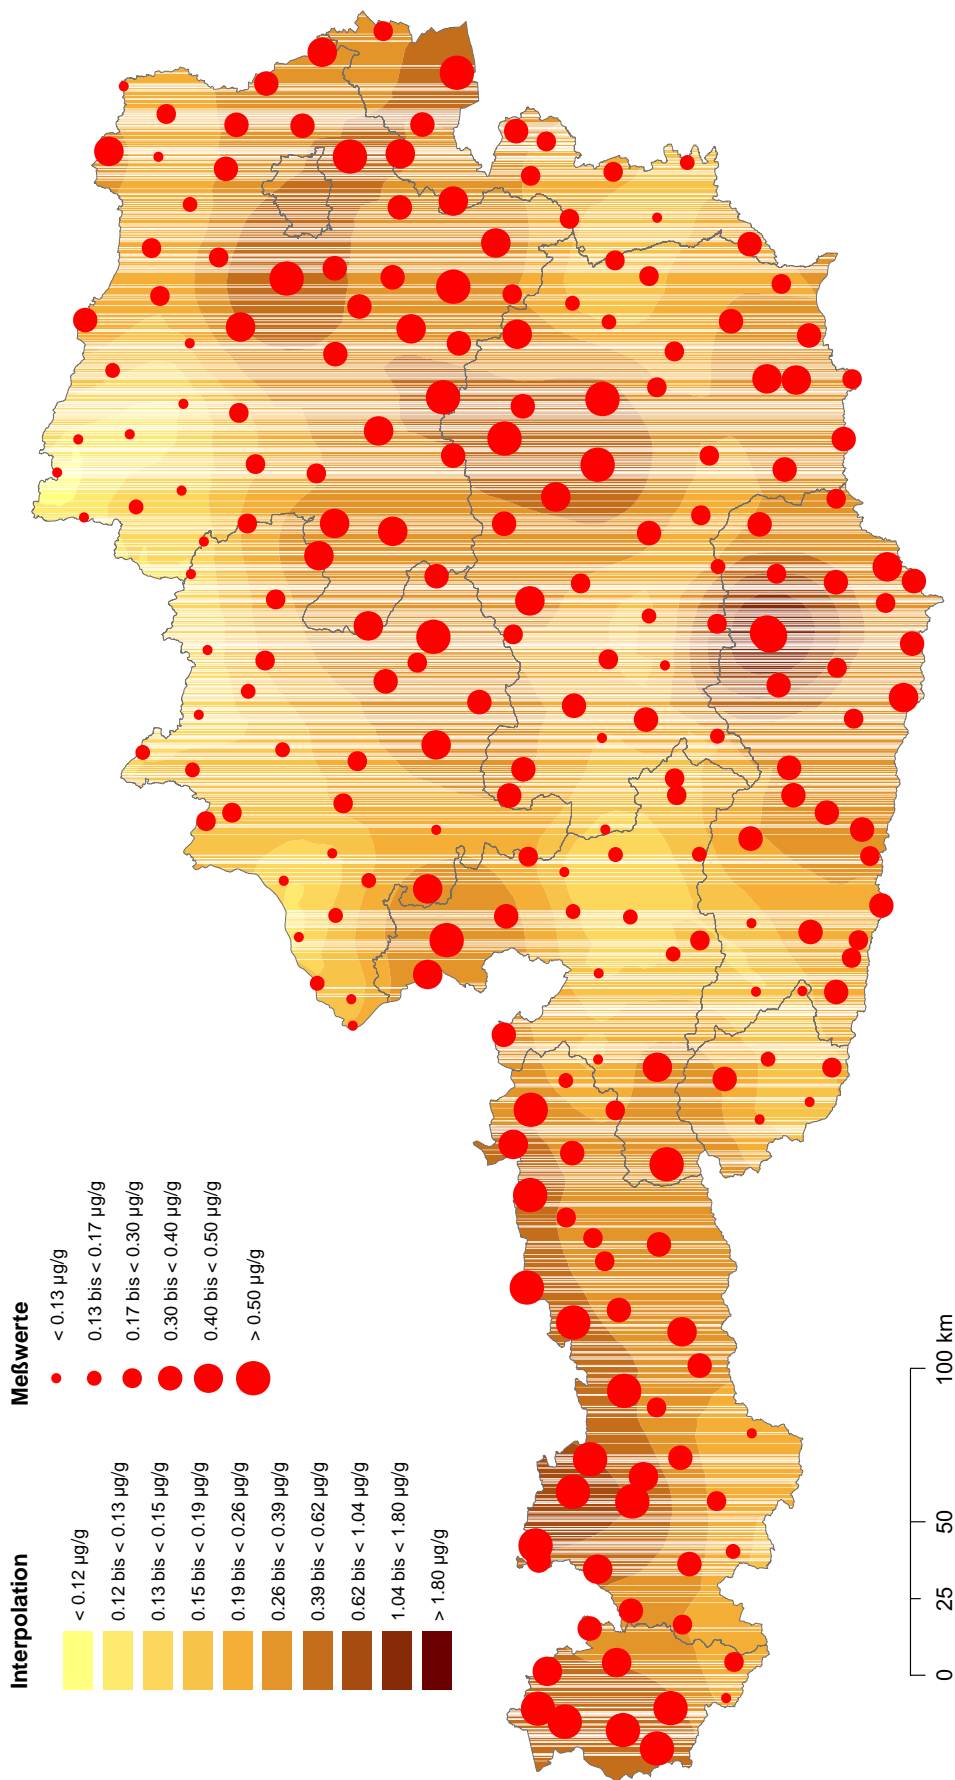 Interpolation
< 0.12 µg/g
0.12 bis < 0.13 µg/g
0.13 bis < 0.15 µg/g
0.15 bis < 0.19 µg/g
0.19 bis < 0.26 µg/g
0.26 bis < 0.39 µg/g
0.39 bis < 0.62 µg/g
0.62 bis < 1.04 µg/g
1.04 bis < 1.80 µg/g
> 1.80 µg/g
Meßwerte
< 0.13 µg/g
0.13 bis < 0.17 µg/g
0.17 bis < 0.30 µg/g
0.30 bis < 0.40 µg/g
0.40 bis < 0.50 µg/g
> 0.50 µg/g
0 25 50 100 km